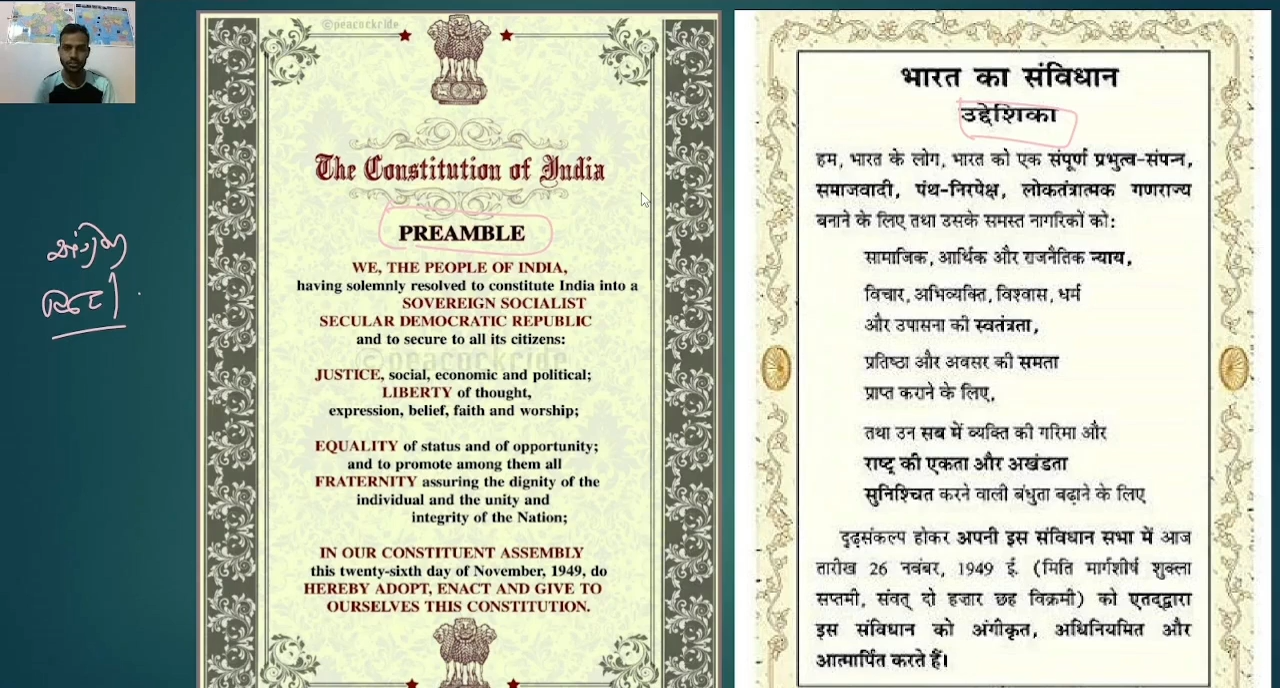 ©peacockride
The Constitution of India
PREAMBLE
WE, THE PEOPLE OF INDIA,
having solemnly resolved to constitute India into a
SOVEREIGN SOCIALIST
SECULAR DEMOCRATIC REPUBLIC
and to secure to all its citizens:
©peacockride
JUSTICE, social, economic and political;
LIBERTY of thought,
expression, belief, faith and worship;
EQUALITY of status and of opportunity;
and to promote among them all
FRATERNITY assuring the dignity of the
individual and the unity and
integrity of the Nation;
IN OUR CONSTITUENT ASSEMBLY
this twenty-sixth day of November, 1949, do
HEREBY ADOPT, ENACT AND GIVE TO
OURSELVES THIS CONSTITUTION.
भारत का संविधान
उद्देशिका
हम, भारत के लोग, भारत को एक संपूर्ण प्रभुत्व-संपन्न,
समाजवादी, पंथ-निरपेक्ष, लोकतंत्रात्मक गणराज्य
बनाने के लिए तथा उसके समस्त नागरिकों को:
सामाजिक, आर्थिक और राजनैतिक न्याय,
विचार, अभिव्यक्ति, विश्वास, धर्म
और उपासना की स्वतंत्रता,
प्रतिष्ठा और अवसर की समता
प्राप्त कराने के लिए,
तथा उन सब में व्यक्ति की गरिमा और
राष्ट्र की एकता और अखंडता
सुनिश्चित करने वाली बंधुता बढ़ाने के लिए
दृढ़संकल्प होकर अपनी इस संविधान सभा में आज
तारीख 26 नवंबर, 1949 ई. (मिति मार्गशीर्ष शुक्ला
सप्तमी, संवत् दो हज़ार छह विक्रमी) को एतद्द्वारा
इस संविधान को अंगीकृत, अधिनियमित और
आत्मार्पित करते हैं।